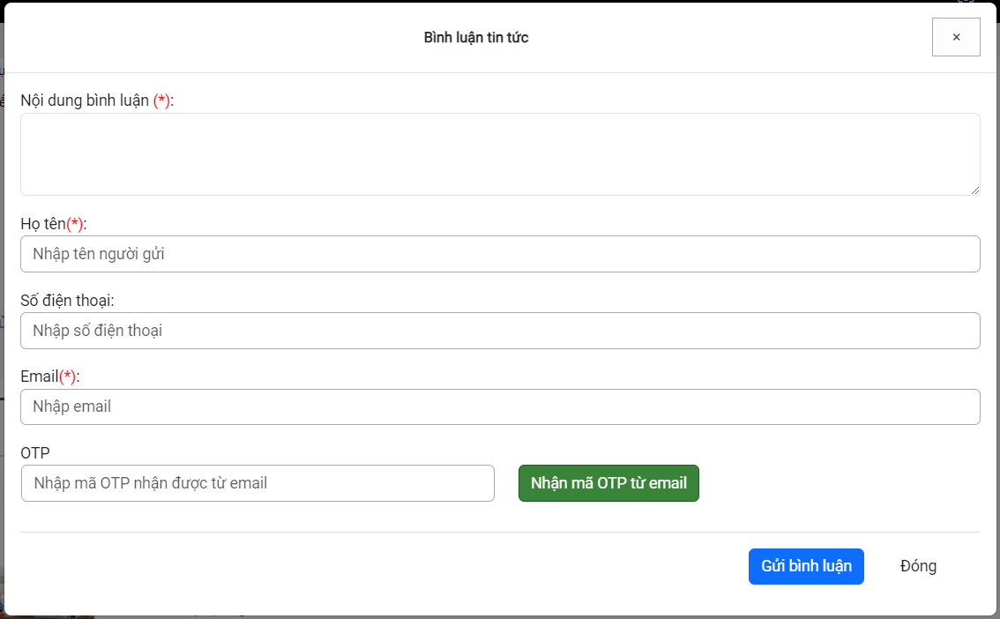 Bình luận tin tức
×
Nội dung bình luận (*):
Họ tên(*):
Nhập tên người gửi
Số điện thoại:
Nhập số điện thoại
Email(*):
Nhập email
OTP
Nhập mã OTP nhận được từ email
Nhận mã OTP từ email
Gửi bình luận
Đóng